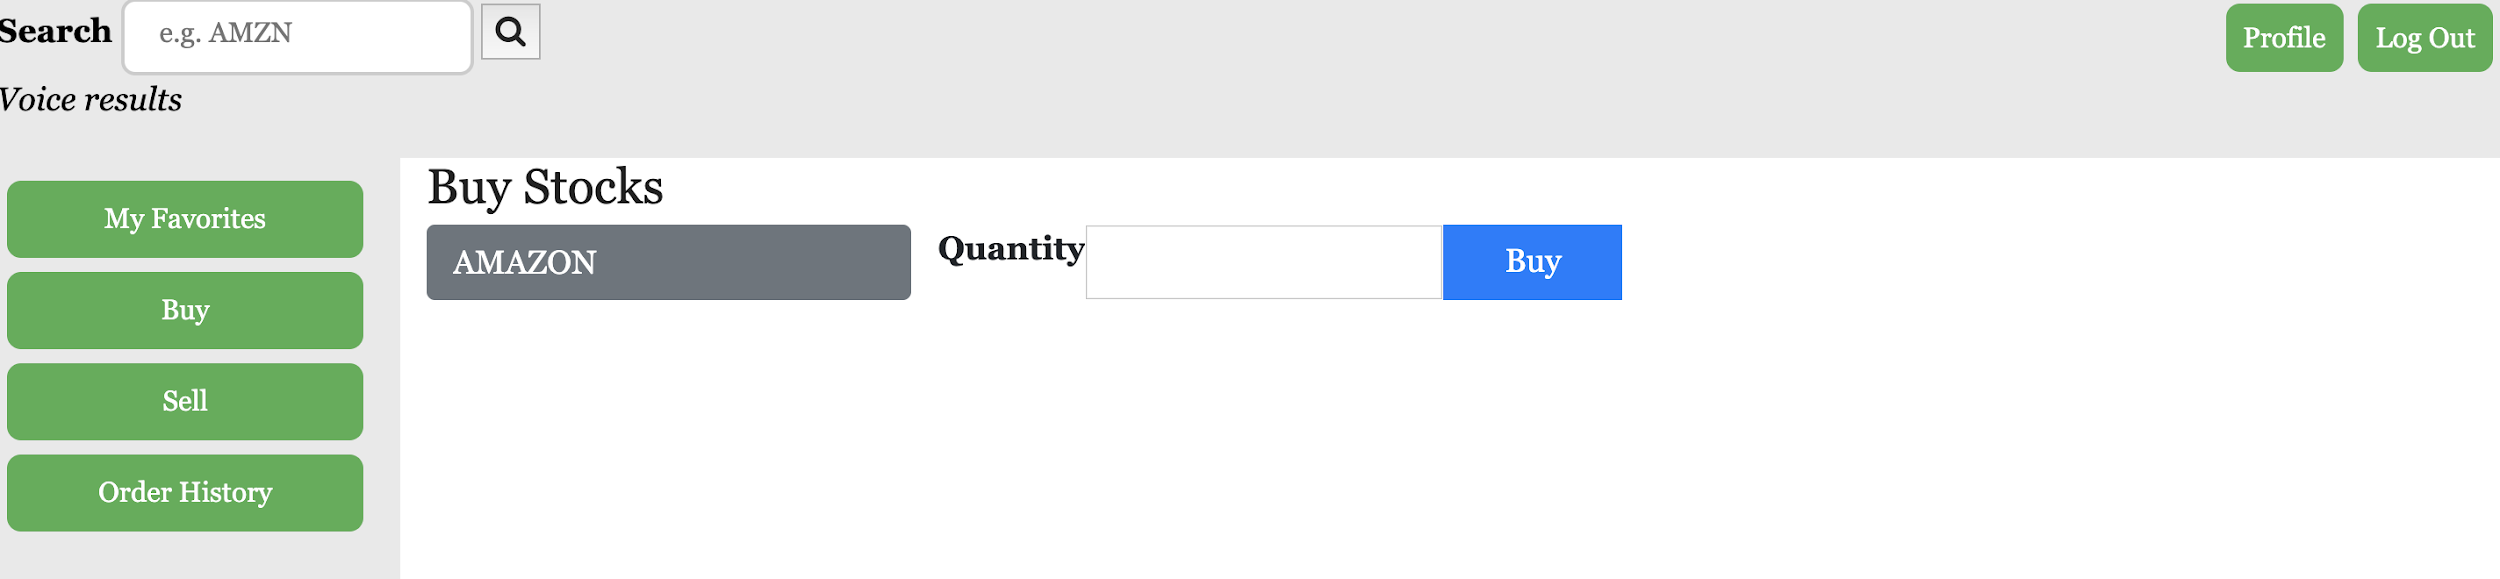 Search e.g. AMZN Profile Log Out
Voice results
Buy Stocks
My Favorites
AMAZON Quantity Buy
Buy
Sell
Order History